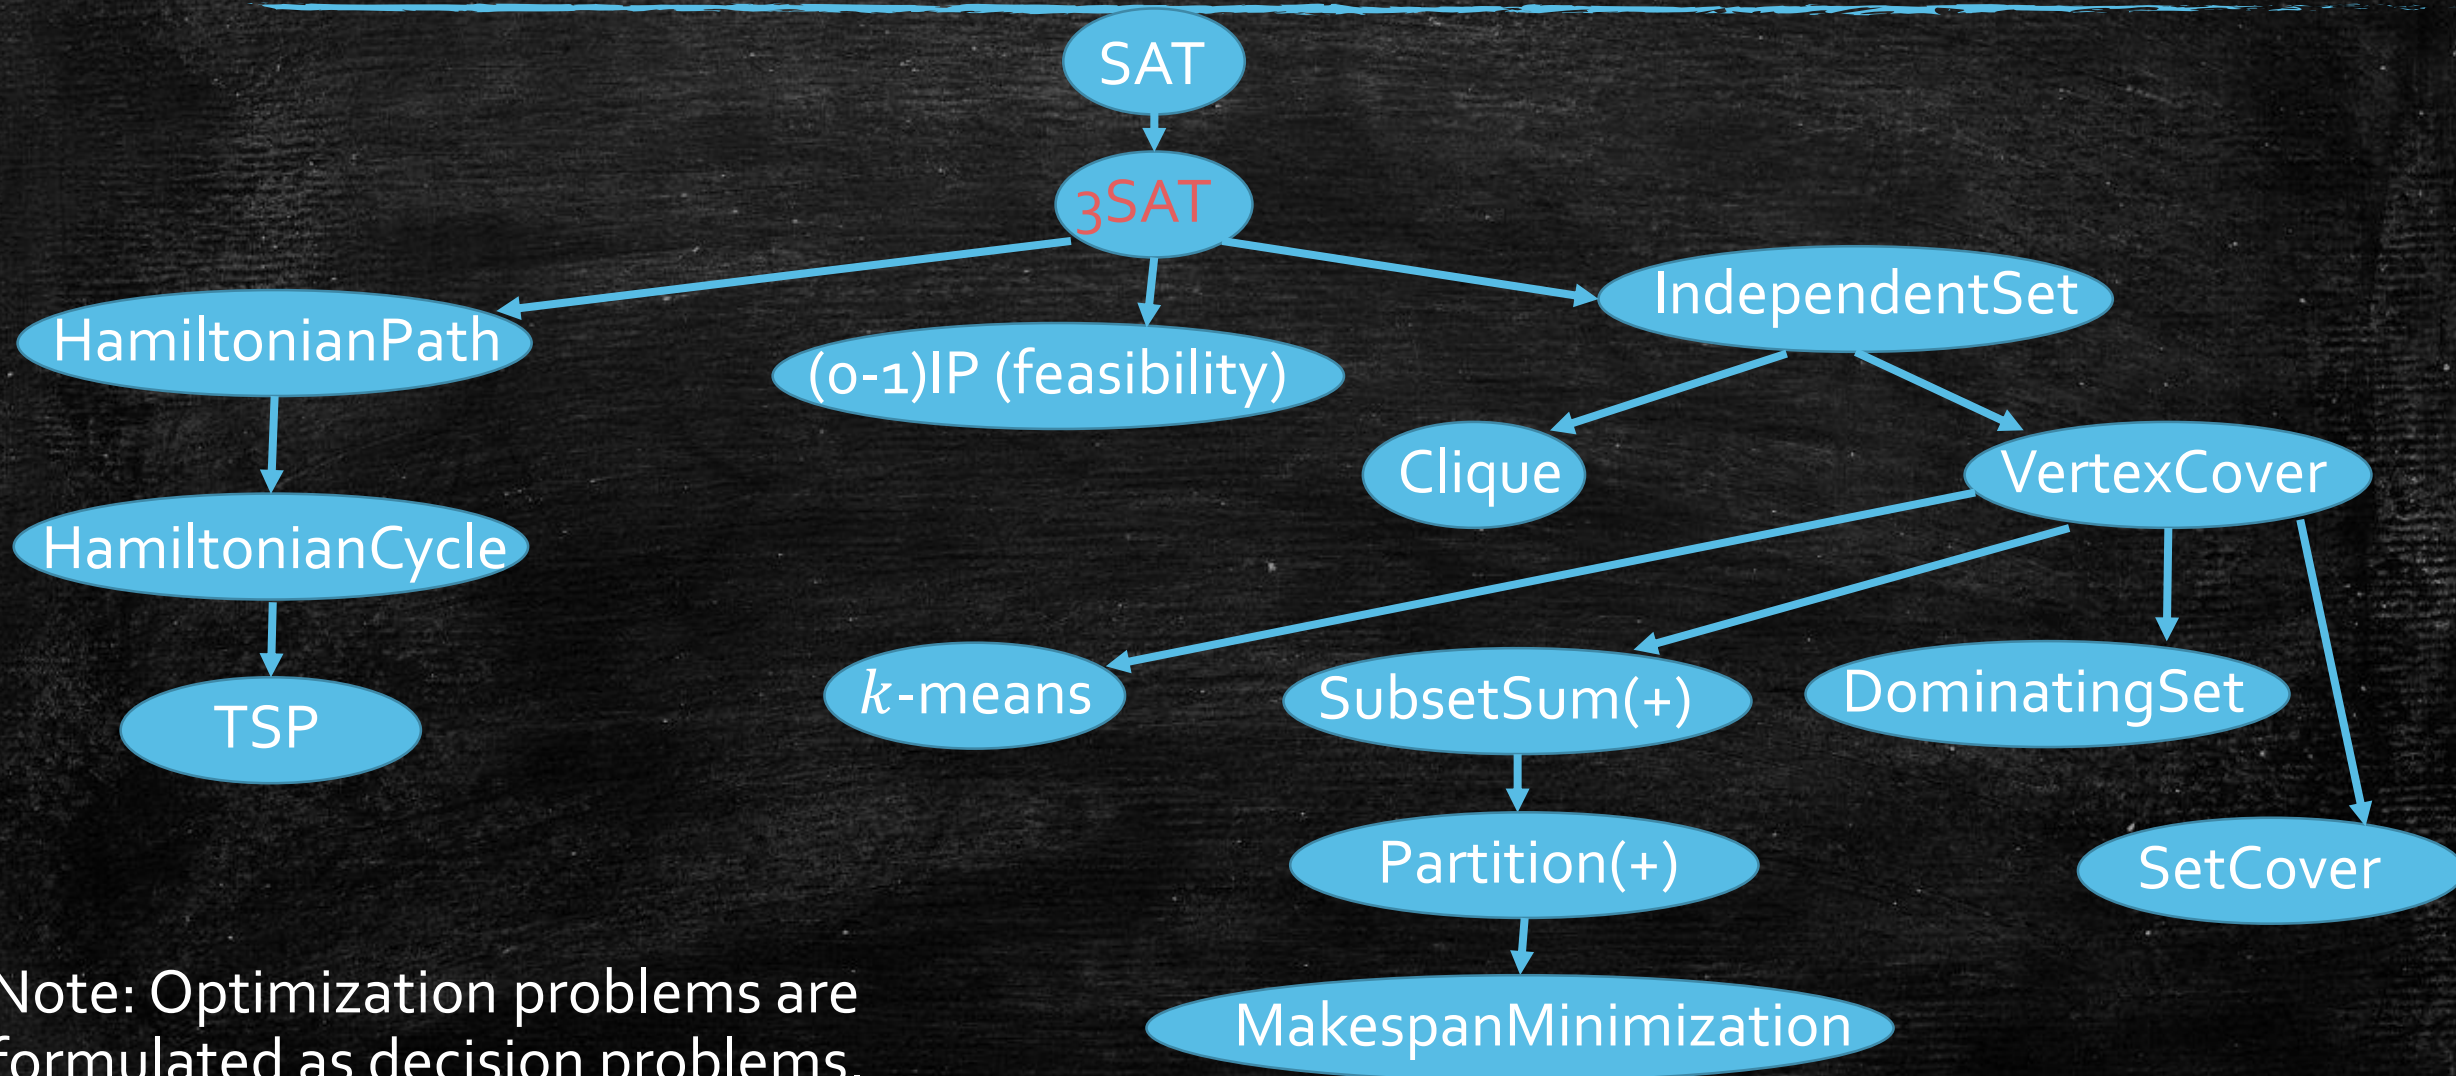 SAT
3SAT
IndependentSet
HamiltonianPath
(0-1)IP (feasibility)
Clique
VertexCover
HamiltonianCycle
k-means
SubsetSum(+)
DominatingSet
TSP
Partition(+)
SetCover
Note: Optimization problems are
formulated as decision problems.
MakespanMinimization